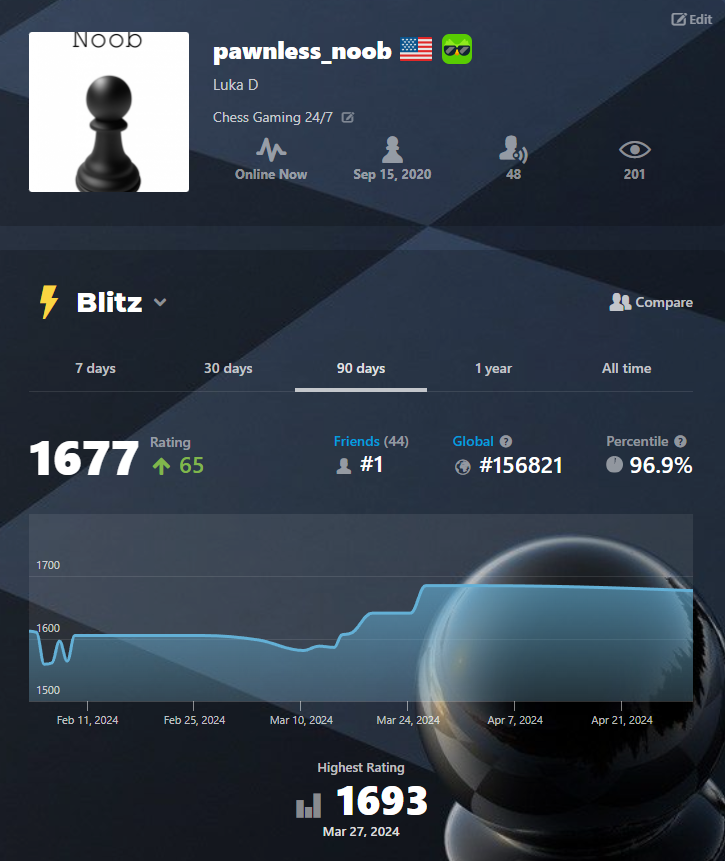 Edit
Noob
pawnless_noob
Luka D
Chess Gaming 24/7
Online Now
Sep 15, 2020
48
201
Blitz
Compare
7 days
30 days
90 days
1 year
All time
1677
Rating
65
Friends (44)
#1
Global ?
#156821
Percentile ?
96.9%
1700
1600
1500
Feb 11, 2024
Feb 25, 2024
Mar 10, 2024
Mar 24, 2024
Apr 7, 2024
Apr 21, 2024
Highest Rating
1693
Mar 27, 2024